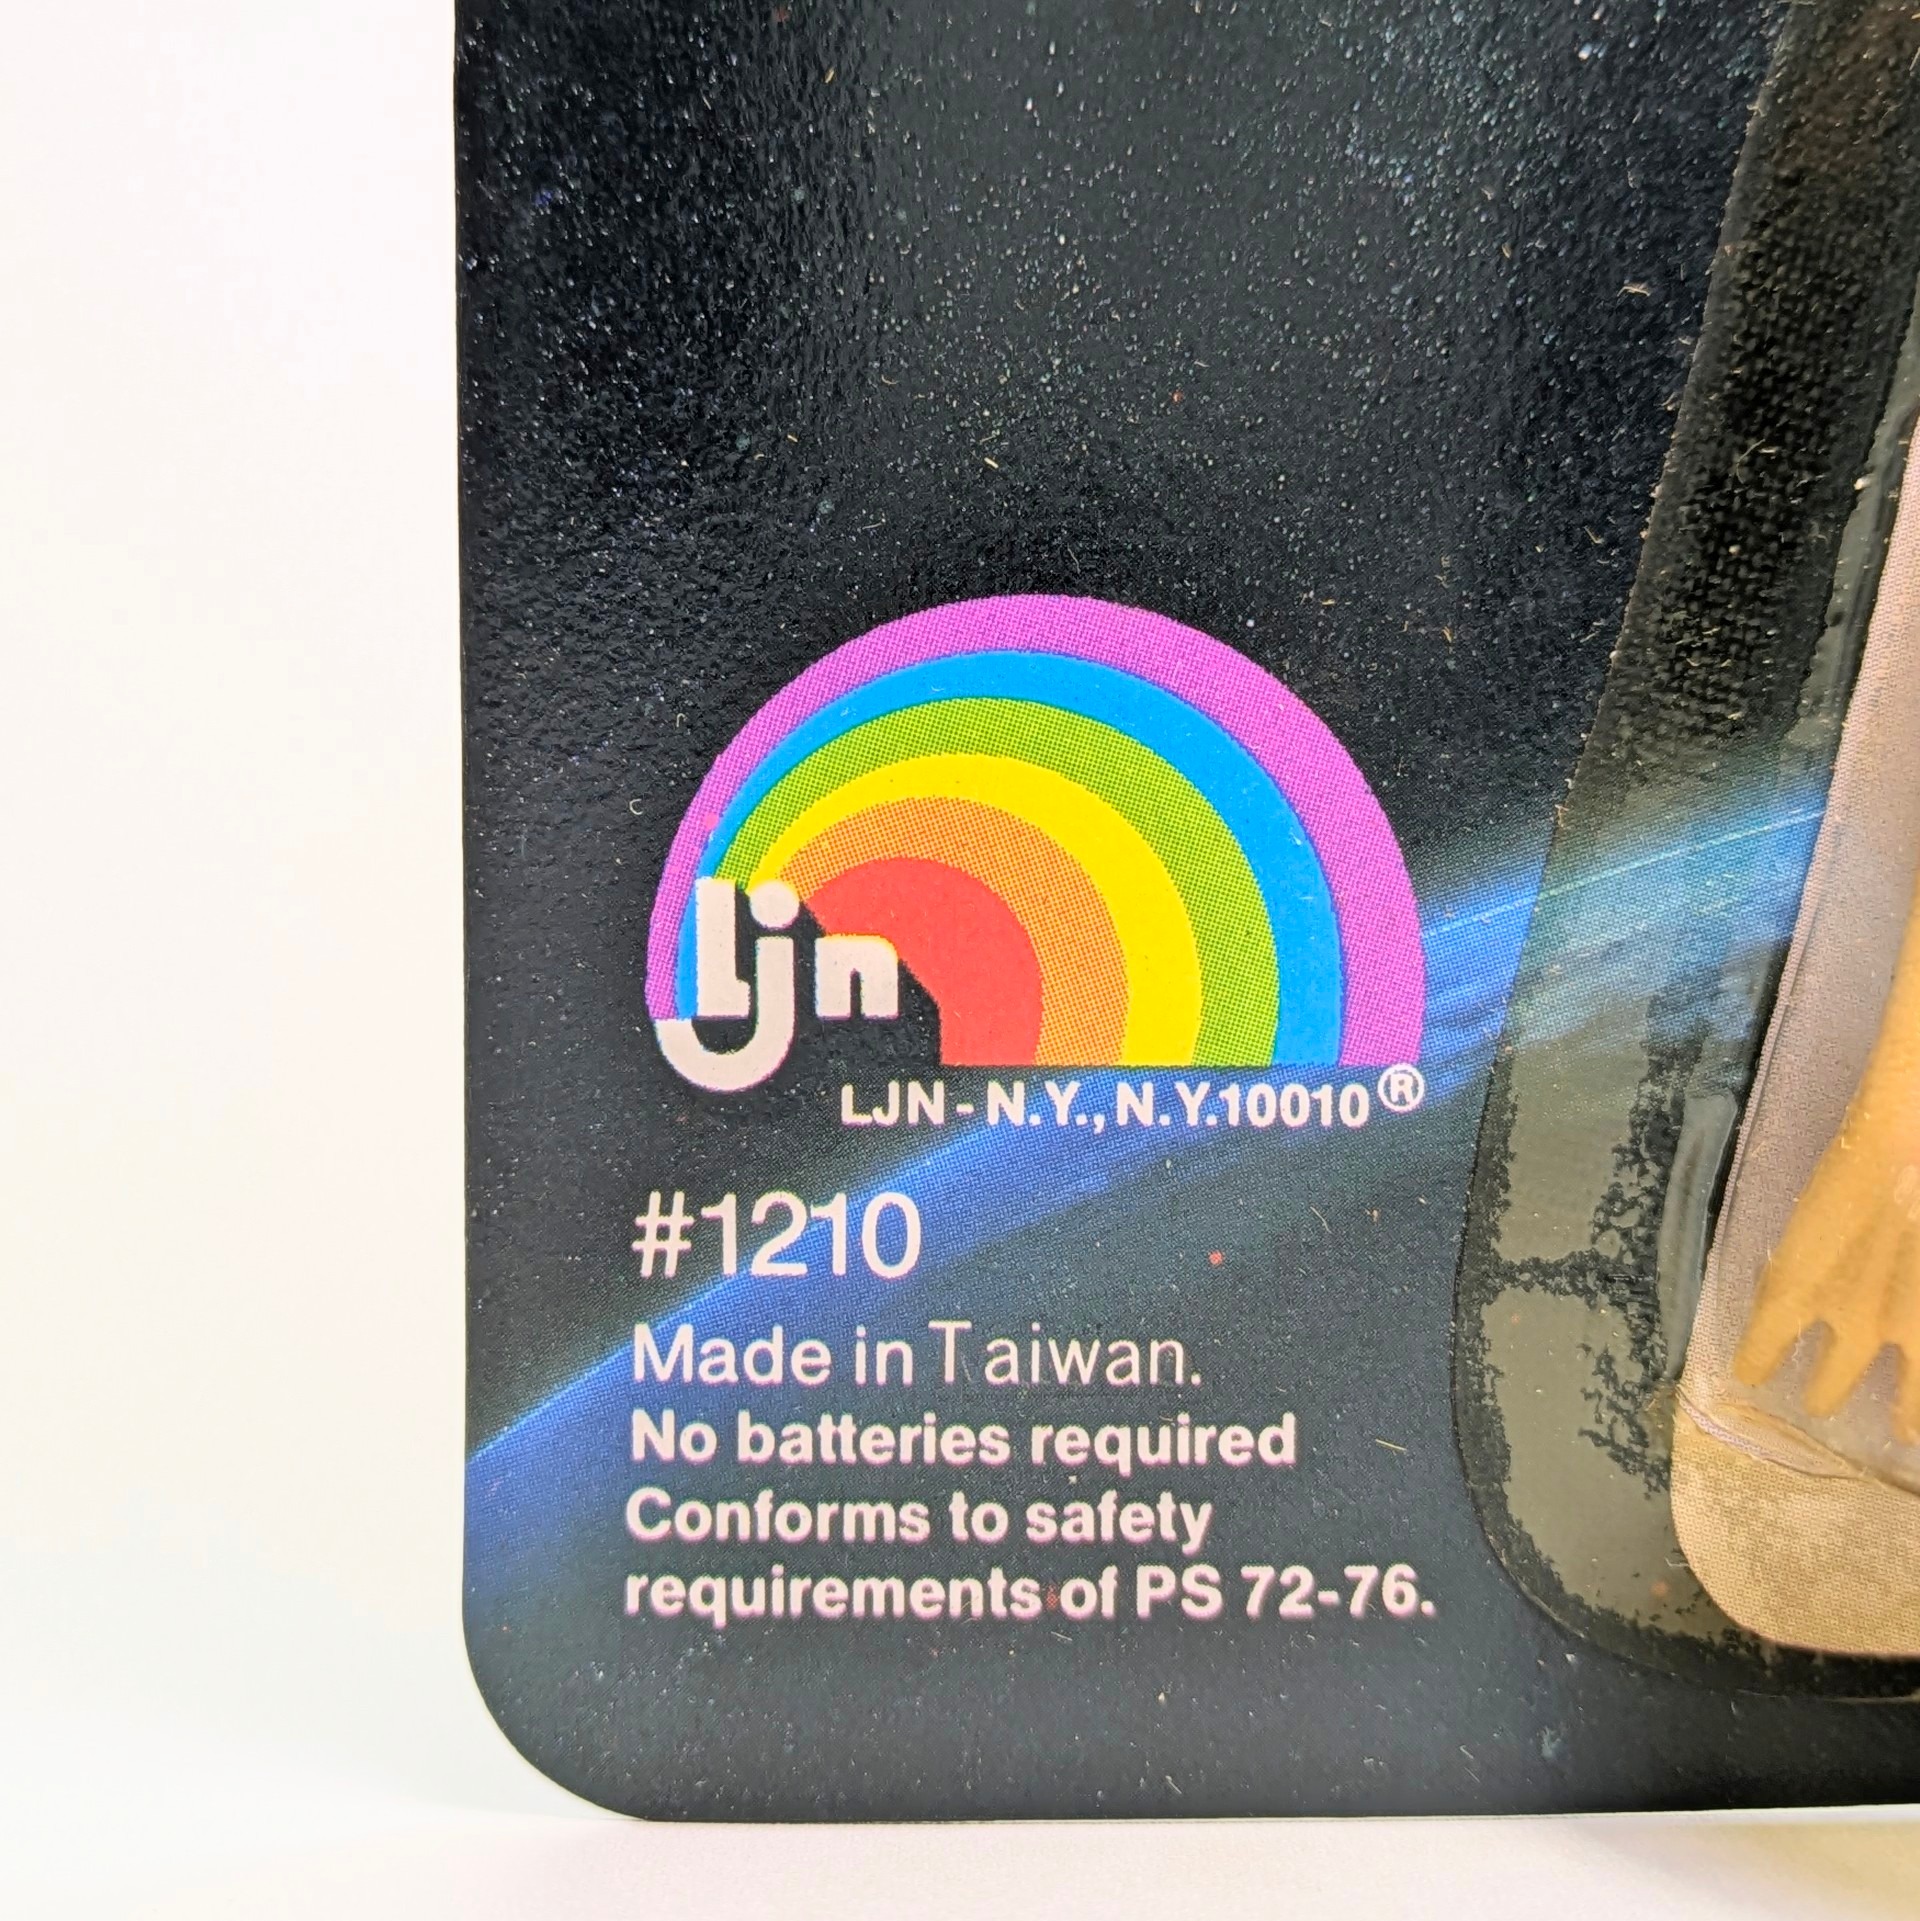 ljn
LJN - N.Y., N.Y. 10010 ®
#1210
Made in Taiwan.
No batteries required
Conforms to safety
requirements of PS 72-76.